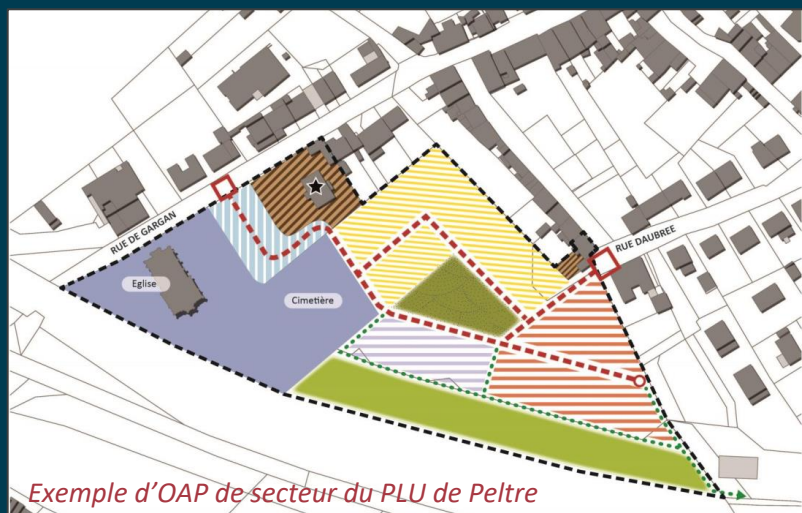 RUE DE GARGAN
RUE DAUBREE
Eglise
Cimetière
Exemple d'OAP de secteur du PLU de Peltre